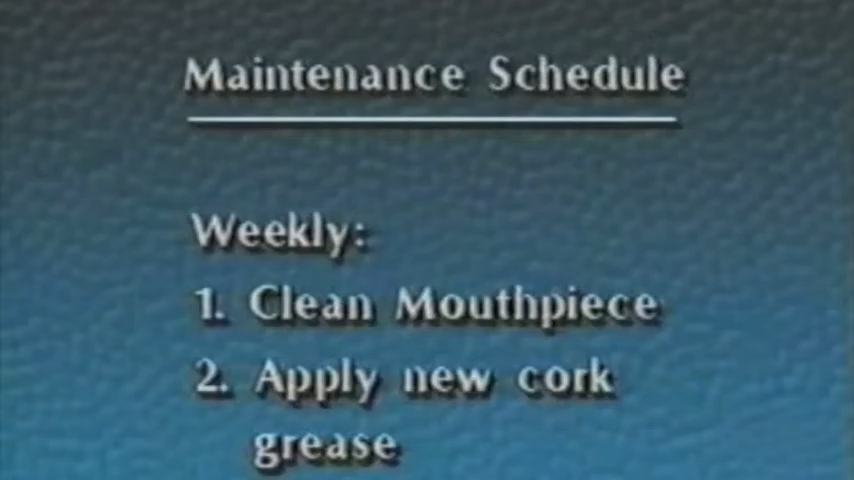 Maintenance Schedule
Weekly:
1. Clean Mouthpiece
2. Apply new cork
grease